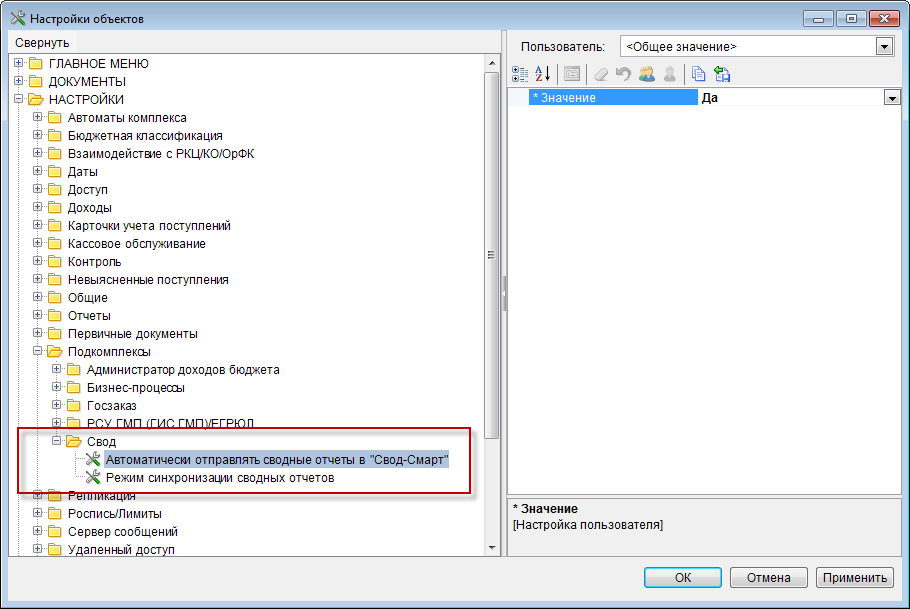 Настройки объектов
Свернуть
ГЛАВНОЕ МЕНЮ
ДОКУМЕНТЫ
НАСТРОЙКИ
Автоматы комплекса
Бюджетная классификация
Взаимодействие с РКЦ/КО/ОрФК
Даты
Доступ
Доходы
Карточки учета поступлений
Кассовое обслуживание
Контроль
Невыясненные поступления
Общие
Отчеты
Первичные документы
Подкомплексы
Администратор доходов бюджета
Бизнес-процессы
Госзаказ
РСУ ГМП (ГИС ГМП)/ЕГРЮЛ
Свод
Автоматически отправлять сводные отчеты в "Свод-Смарт"
Режим синхронизации сводных отчетов
Репликация
Роспись/Лимиты
Сервер сообщений
Удаленный доступ
Пользователь: <Общее значение>
* Значение Да
* Значение
[Настройка пользователя]
ОК Отмена Применить